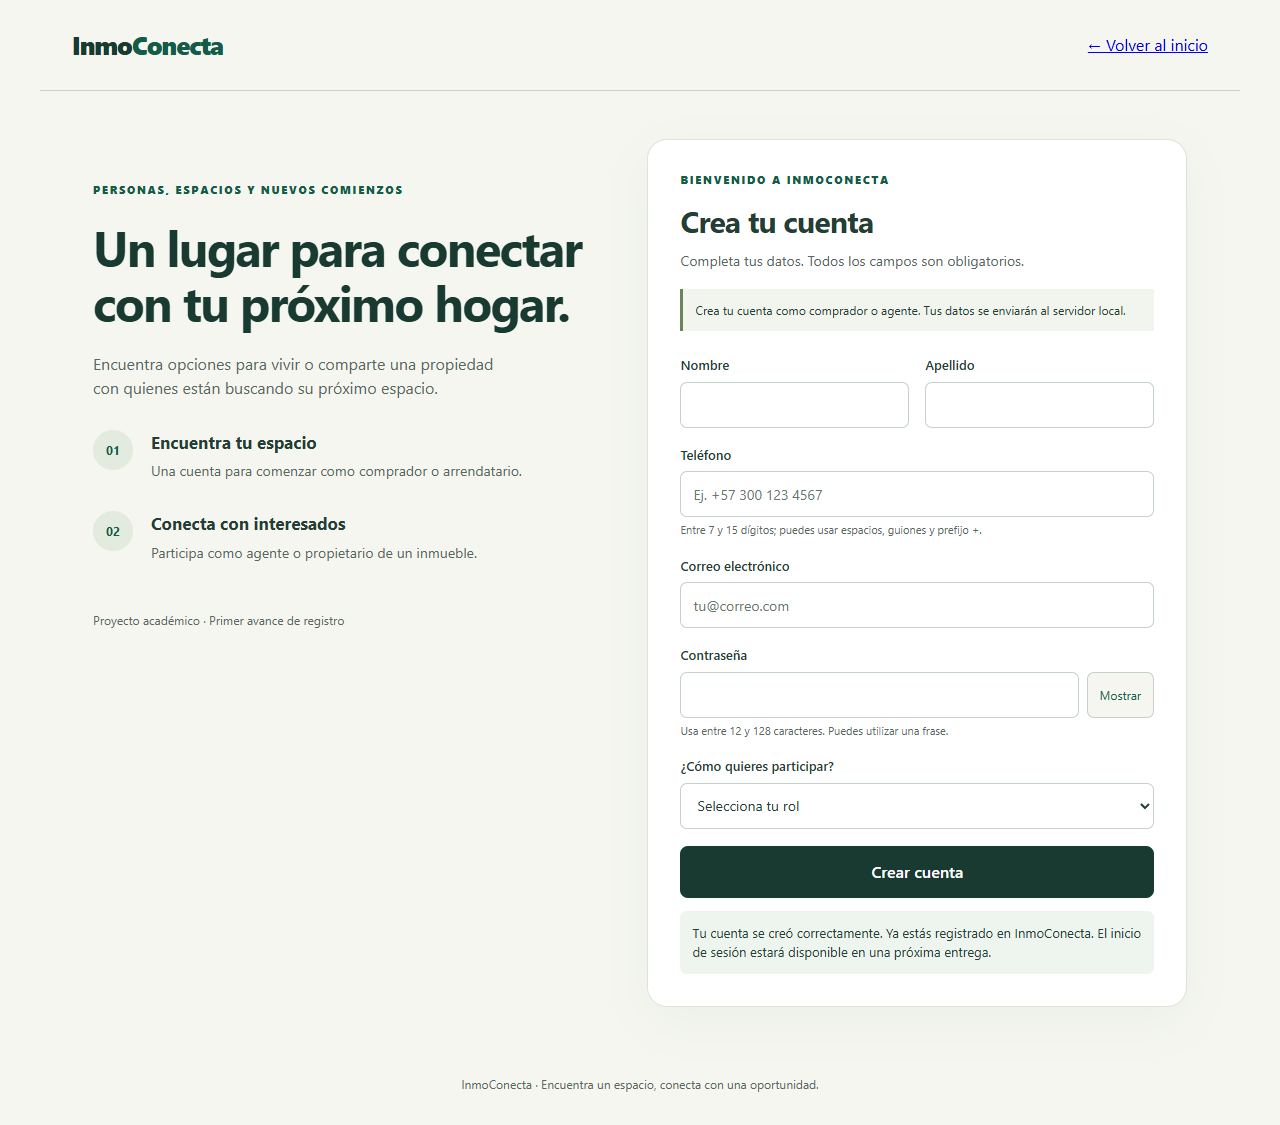 InmoConecta
← Volver al inicio
PERSONAS, ESPACIOS Y NUEVOS COMIENZOS
Un lugar para conectar
con tu próximo hogar.
Encuentra opciones para vivir o comparte una propiedad
con quienes están buscando su próximo espacio.
01
Encuentra tu espacio
Una cuenta para comenzar como comprador o arrendatario.
02
Conecta con interesados
Participa como agente o propietario de un inmueble.
Proyecto académico · Primer avance de registro
BIENVENIDO A INMOCONECTA
Crea tu cuenta
Completa tus datos. Todos los campos son obligatorios.
Crea tu cuenta como comprador o agente. Tus datos se enviarán al servidor local.
Nombre
Apellido
Teléfono
Ej. +57 300 123 4567
Entre 7 y 15 dígitos; puedes usar espacios, guiones y prefijo +.
Correo electrónico
tu@correo.com
Contraseña
Mostrar
Usa entre 12 y 128 caracteres. Puedes utilizar una frase.
¿Cómo quieres participar?
Selecciona tu rol
Crear cuenta
Tu cuenta se creó correctamente. Ya estás registrado en InmoConecta. El inicio
de sesión estará disponible en una próxima entrega.
InmoConecta · Encuentra un espacio, conecta con una oportunidad.